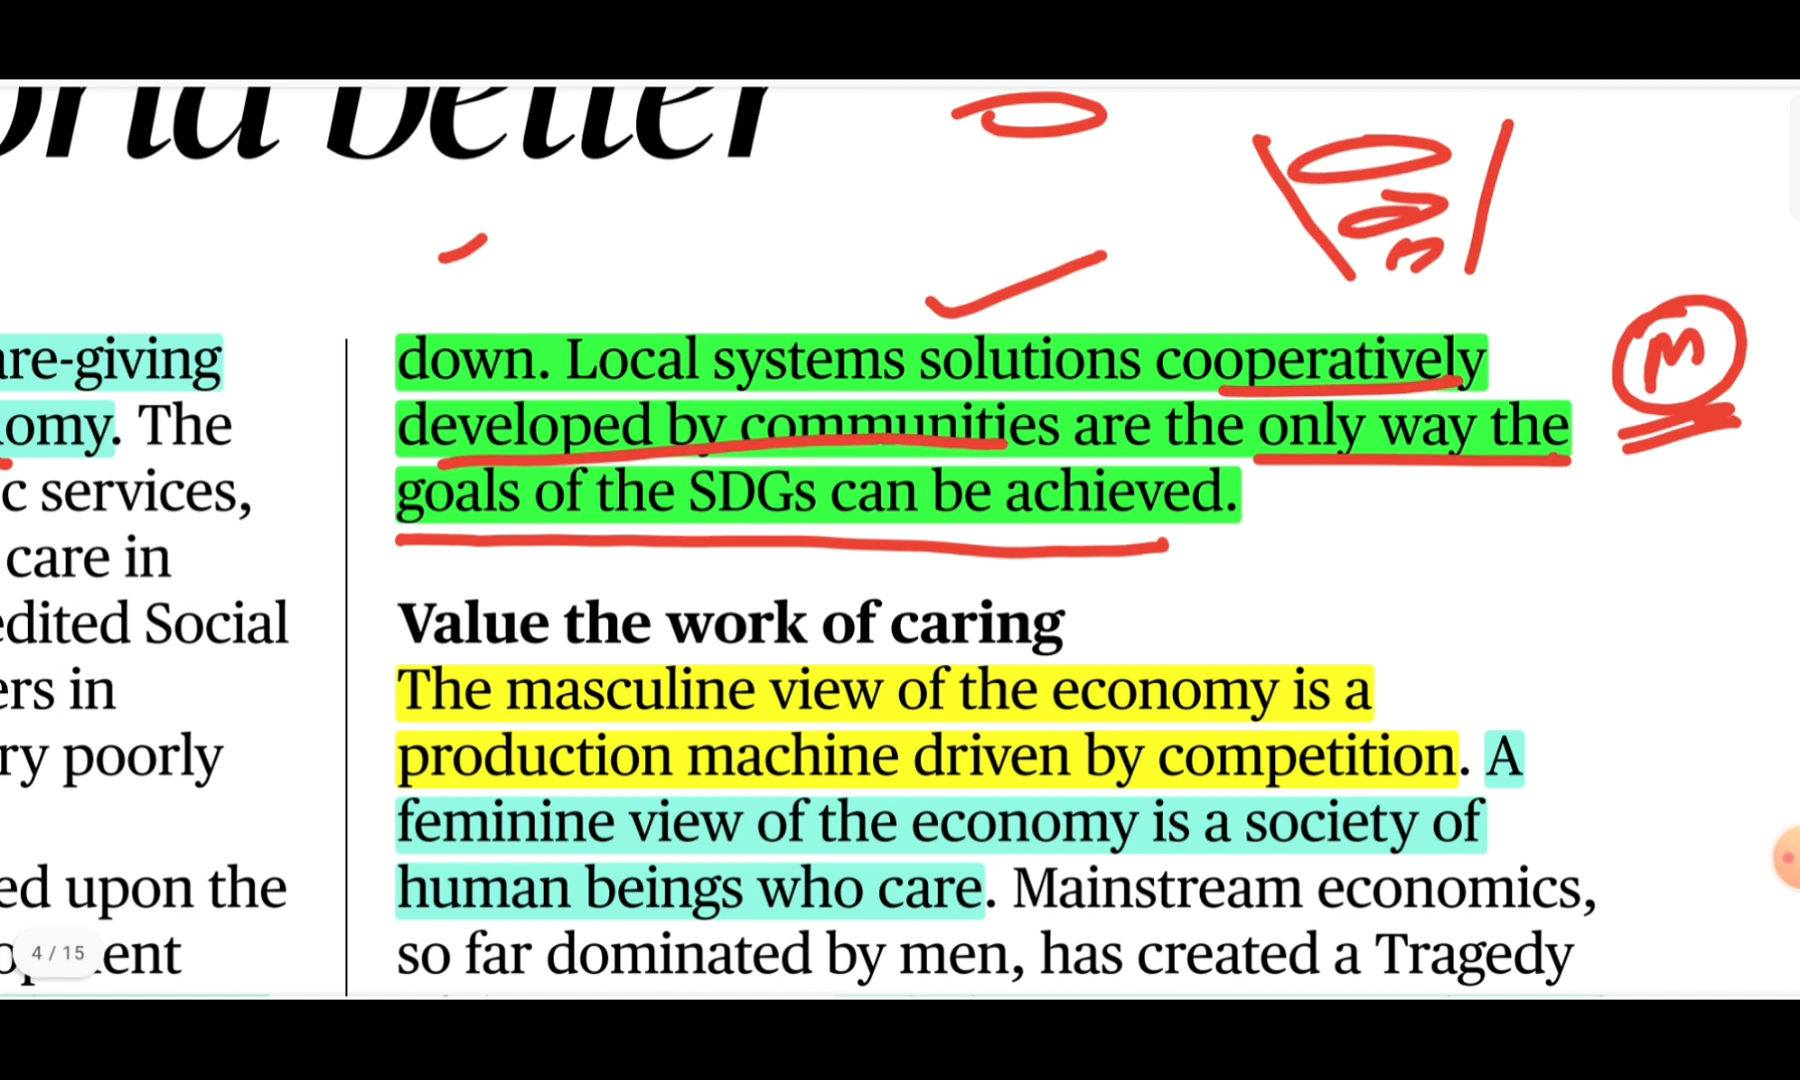 orld better
are-giving
omy. The
c services,
care in
edited Social
ers in
ry poorly
ed upon the
ent
4 / 15
down. Local systems solutions cooperatively
developed by communities are the only way the
goals of the SDGs can be achieved.
Value the work of caring
The masculine view of the economy is a
production machine driven by competition. A
feminine view of the economy is a society of
human beings who care. Mainstream economics,
so far dominated by men, has created a Tragedy
M